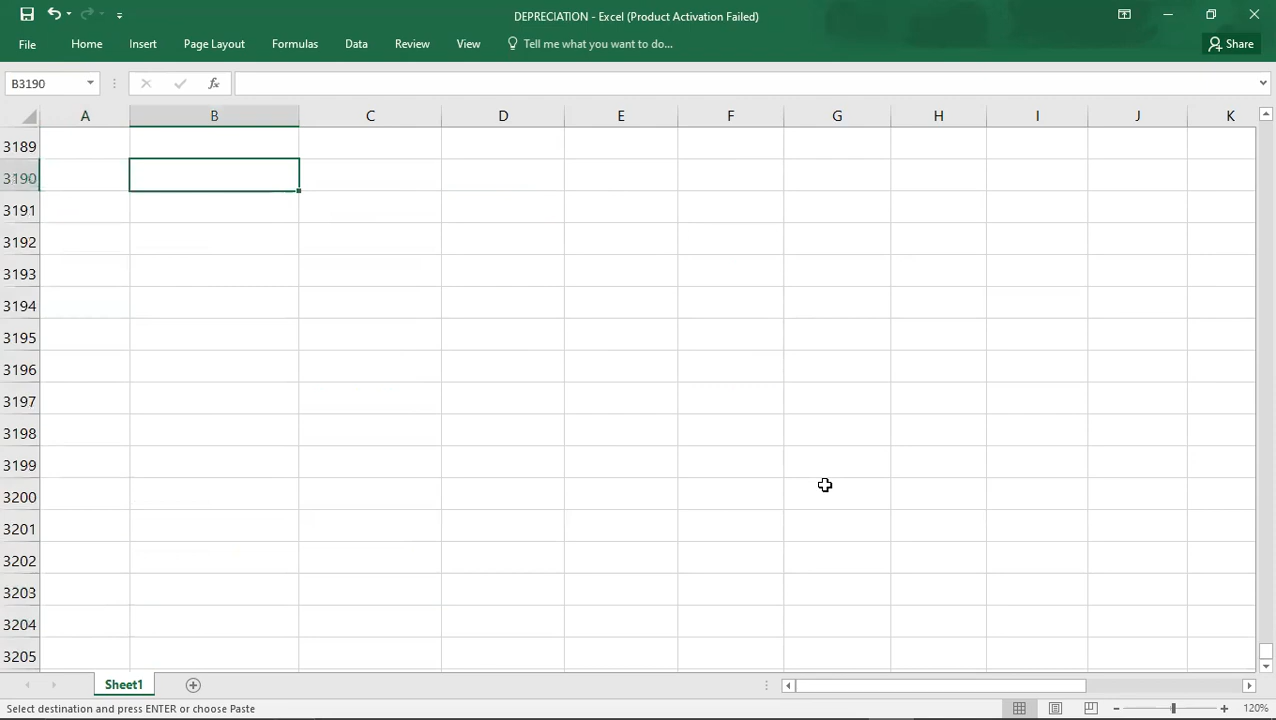 DEPRECIATION - Excel (Product Activation Failed)
File Home Insert Page Layout Formulas Data Review View Tell me what you want to do... Share
B3190 fx
A B C D E F G H I J K
3189
3190
3191
3192
3193
3194
3195
3196
3197
3198
3199
3200
3201
3202
3203
3204
3205
Sheet1
Select destination and press ENTER or choose Paste 120%